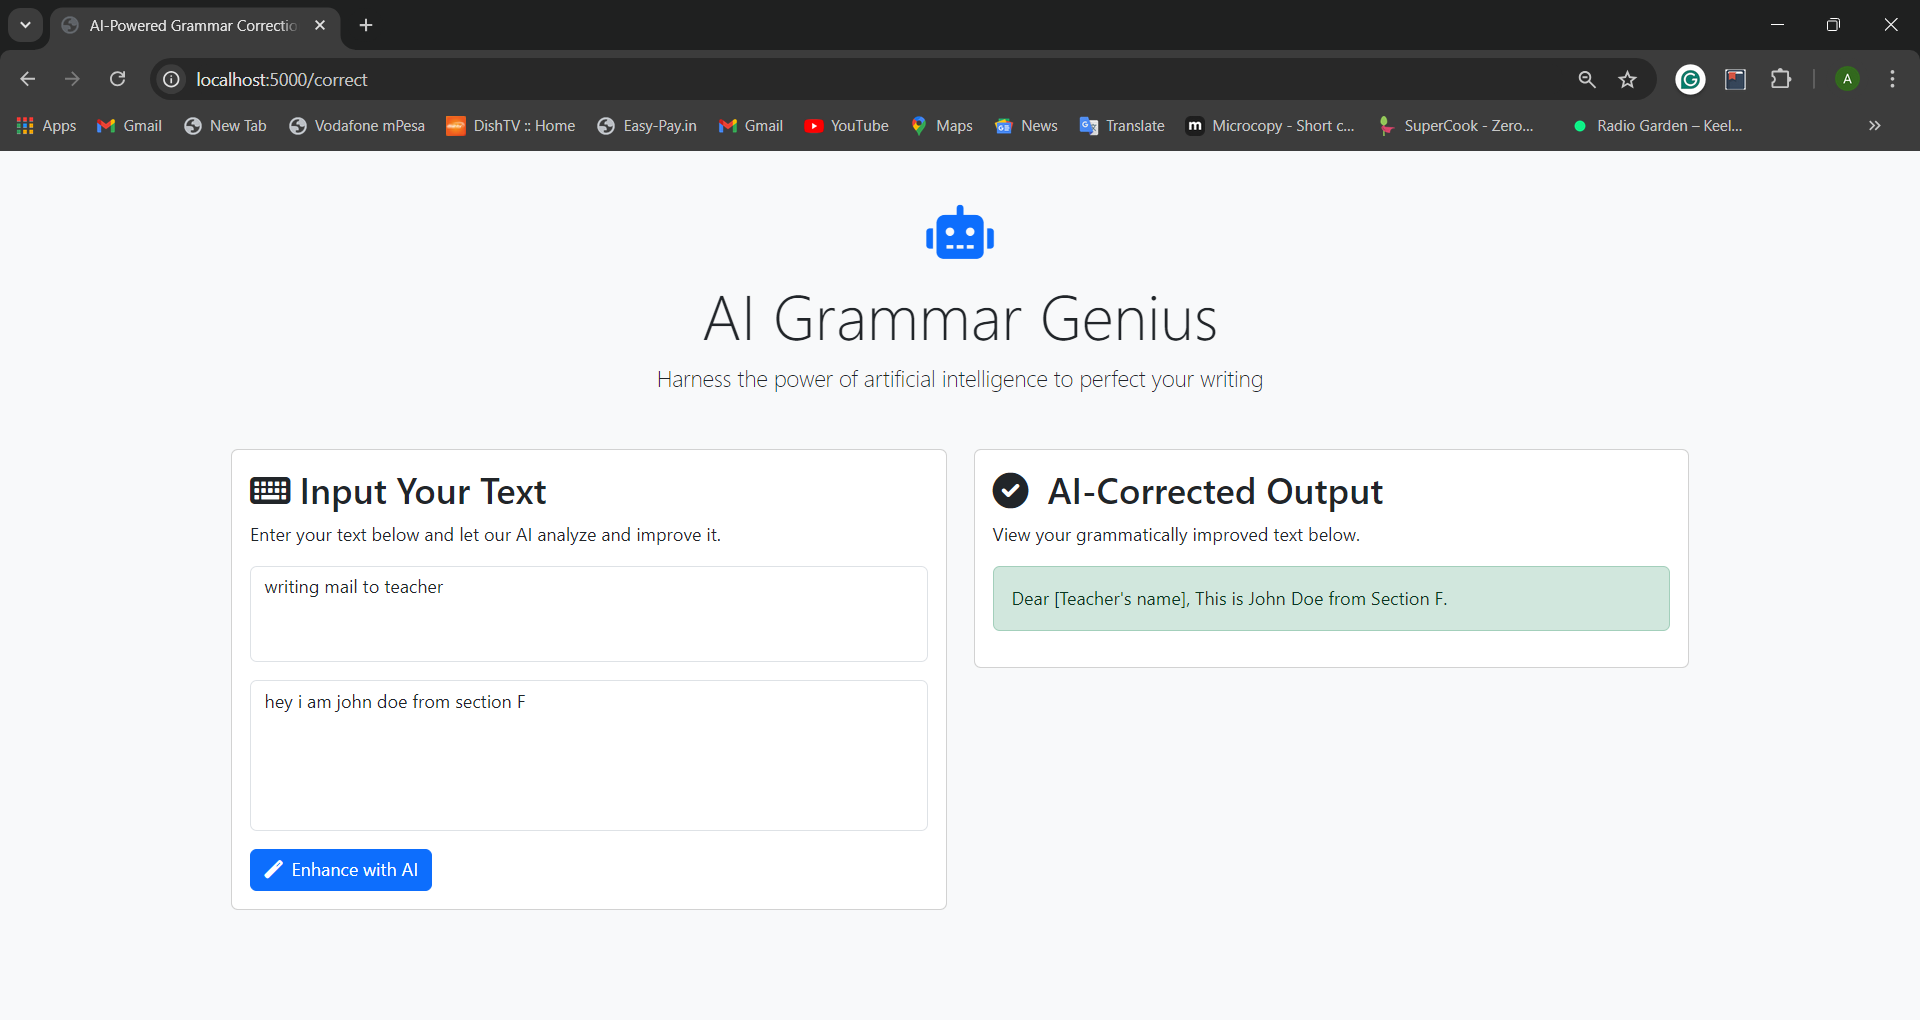 AI-Powered Grammar Correctio
localhost:5000/correct
A
Apps
Gmail
New Tab
Vodafone mPesa
DishTV :: Home
Easy-Pay.in
Gmail
YouTube
Maps
News
Translate
m Microcopy - Short c...
SuperCook - Zero...
Radio Garden – Keel...
AI Grammar Genius
Harness the power of artificial intelligence to perfect your writing
Input Your Text
Enter your text below and let our AI analyze and improve it.
writing mail to teacher
hey i am john doe from section F
Enhance with AI
AI-Corrected Output
View your grammatically improved text below.
Dear [Teacher's name], This is John Doe from Section F.